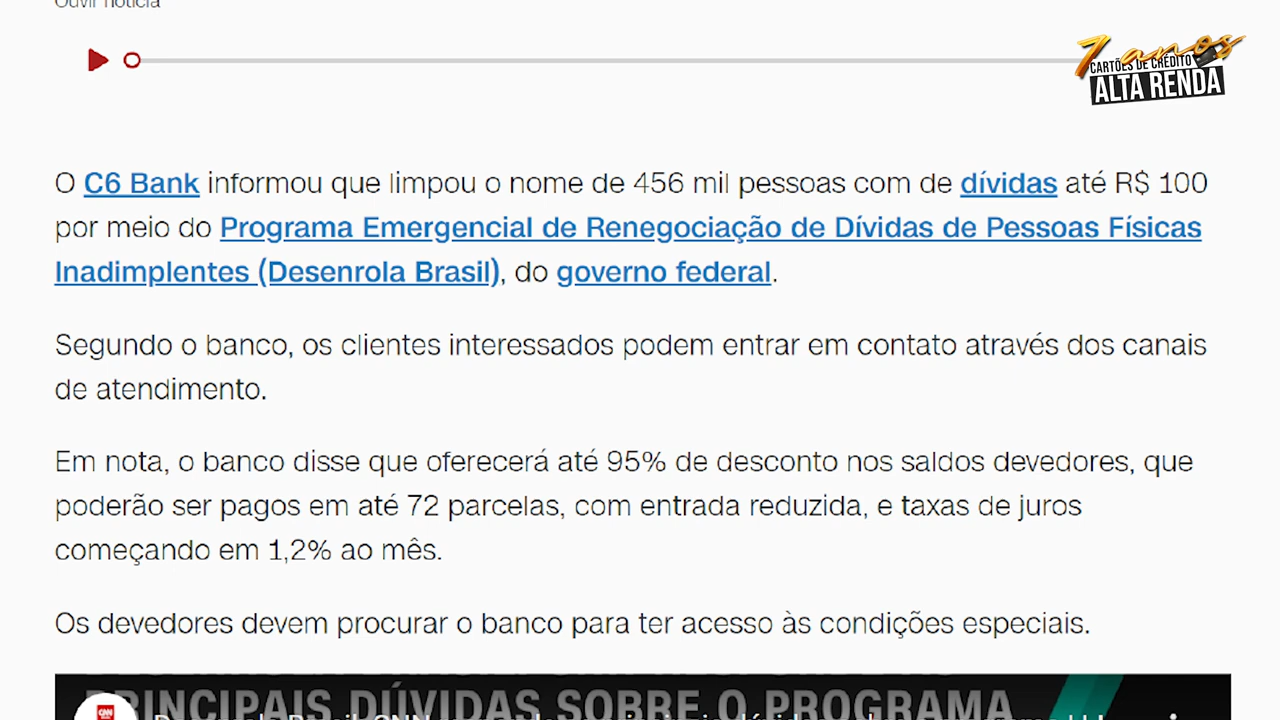 Ouvir notícia
7 anos
CARTÕES DE CRÉDITO
ALTA RENDA
O C6 Bank informou que limpou o nome de 456 mil pessoas com de dívidas até R$ 100
por meio do Programa Emergencial de Renegociação de Dívidas de Pessoas Físicas
Inadimplentes (Desenrola Brasil), do governo federal.
Segundo o banco, os clientes interessados podem entrar em contato através dos canais
de atendimento.
Em nota, o banco disse que oferecerá até 95% de desconto nos saldos devedores, que
poderão ser pagos em até 72 parcelas, com entrada reduzida, e taxas de juros
começando em 1,2% ao mês.
Os devedores devem procurar o banco para ter acesso às condições especiais.
PRINCIPAIS DÚVIDAS SOBRE O PROGRAMA
CNN